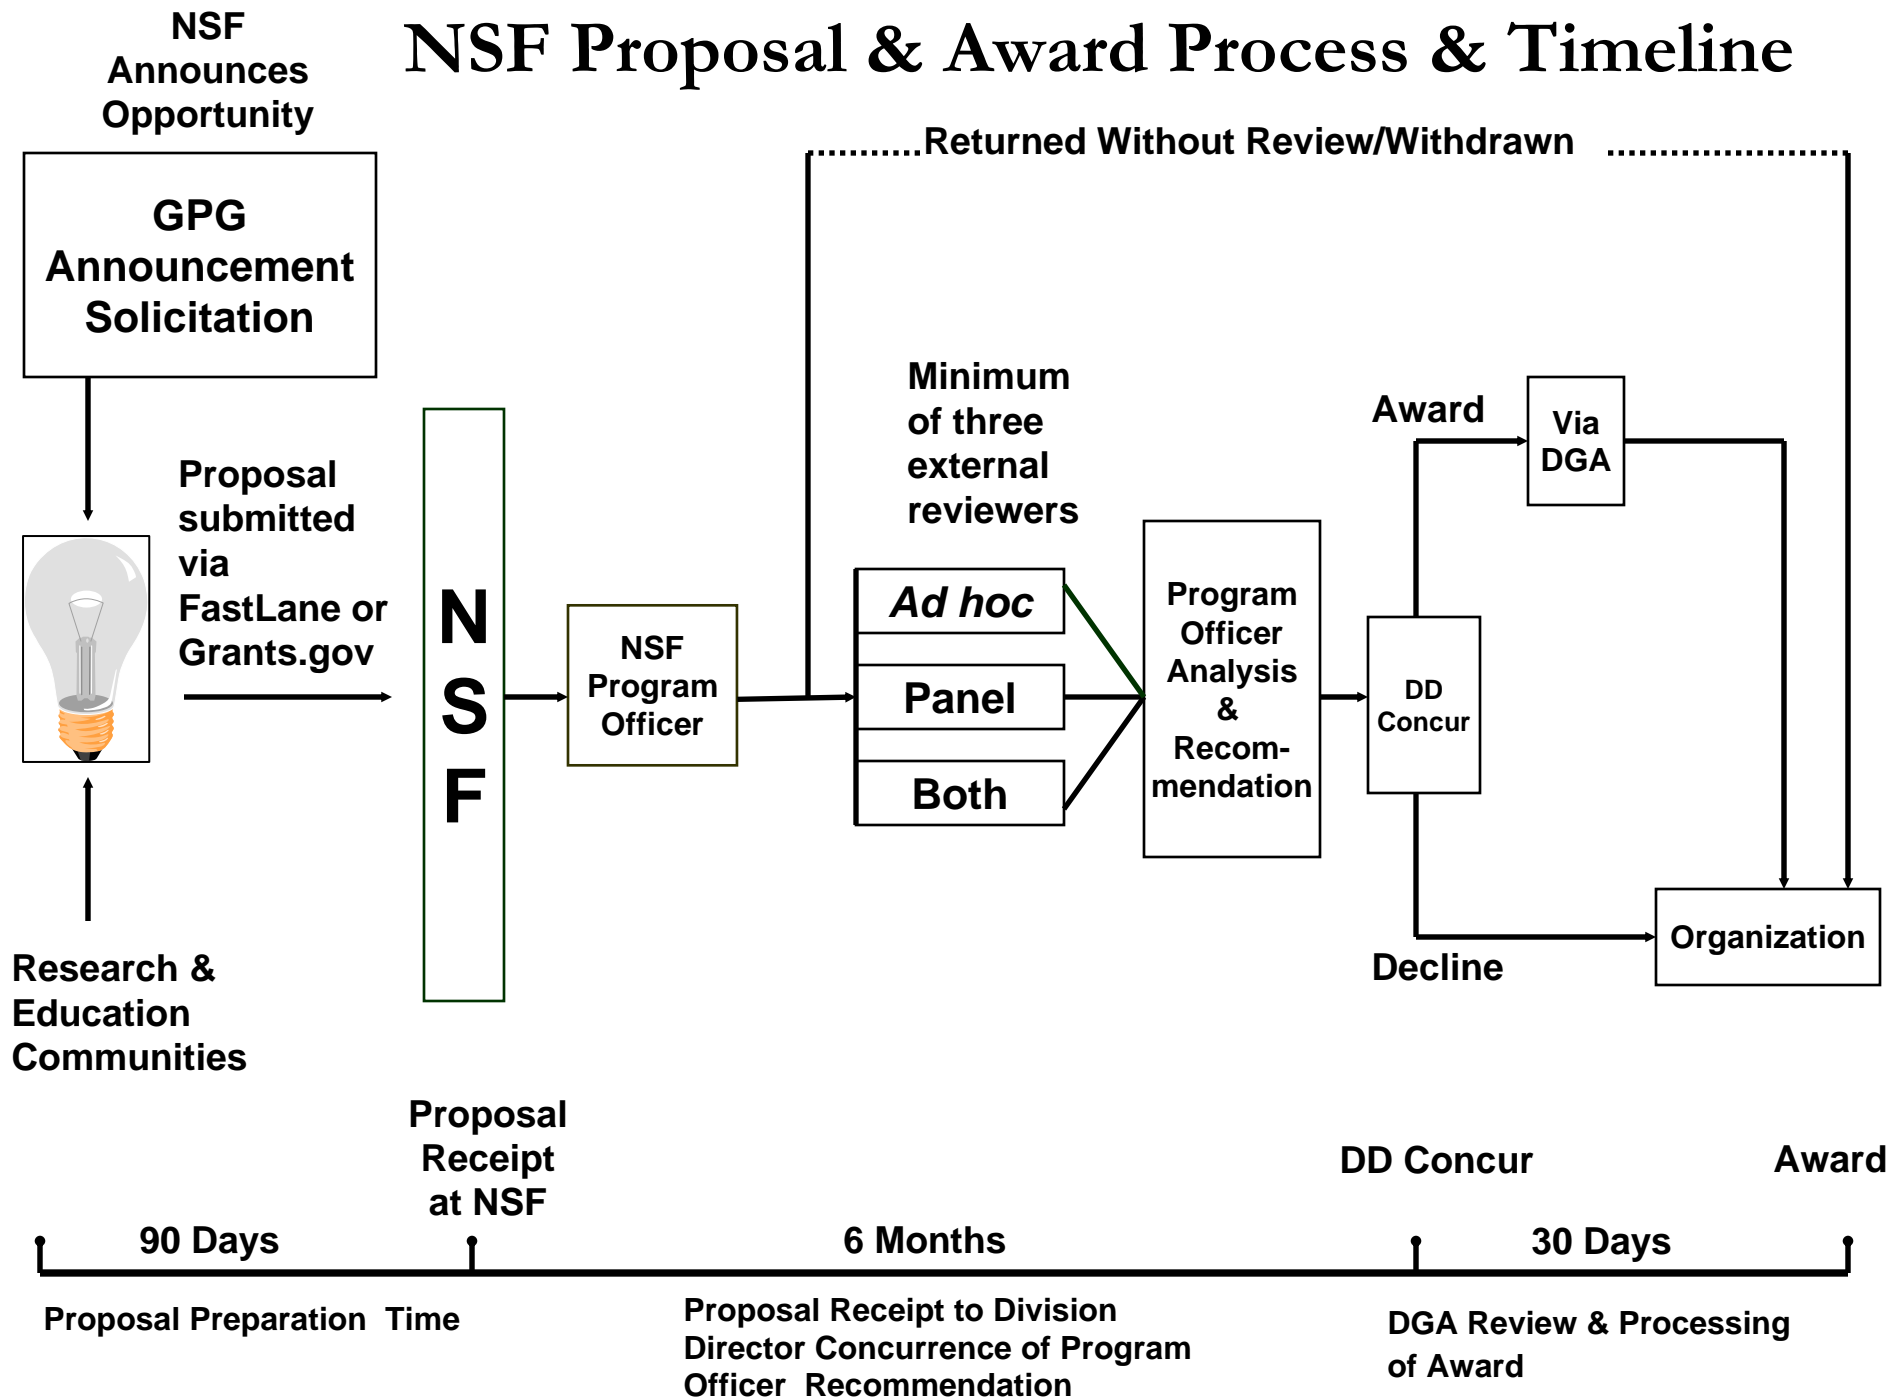 NSF Proposal & Award Process & Timeline
NSF
Announces
Opportunity
GPG
Announcement
Solicitation
Returned Without Review/Withdrawn
Proposal
submitted
via
FastLane or
Grants.gov
Research &
Education
Communities
N
S
F
NSF
Program
Officer
Minimum
of three
external
reviewers
Ad hoc
Panel
Both
Program
Officer
Analysis
&
Recom-
mendation
DD
Concur
Award
Via
DGA
Decline
Organization
Proposal
Receipt
at NSF
DD Concur
Award
90 Days
6 Months
30 Days
Proposal Preparation Time
Proposal Receipt to Division
Director Concurrence of Program
Officer Recommendation
DGA Review & Processing
of Award